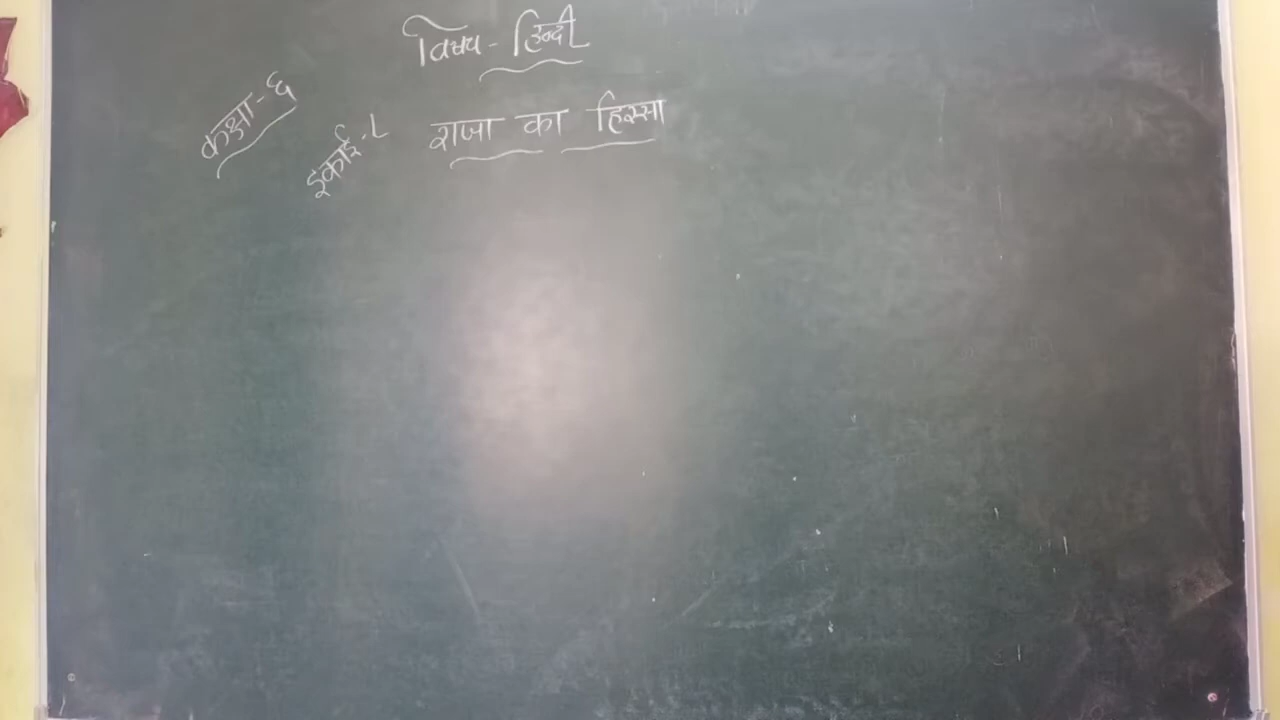 विषय - हिन्दी
कक्षा - ६
इकाई - ८
राजा का हिस्सा